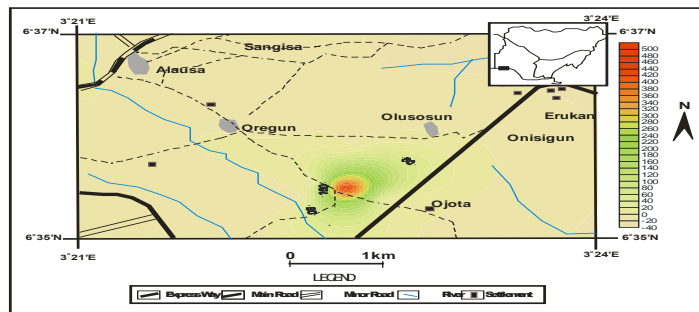 3°21'E
3°24'E
6°37'N
6°37'N
Sangisa
Alausa
Oregun
Olusosun
Erukan
Onisigun
Ojota
6°35'N
6°35'N
3°21'E
3°24'E
0 1km
LEGEND
Express Way Main Road Minor Road River Settlement
N
500
480
460
440
420
400
380
360
340
320
300
280
260
240
220
200
180
160
140
120
100
80
60
40
20
0
-20
-40